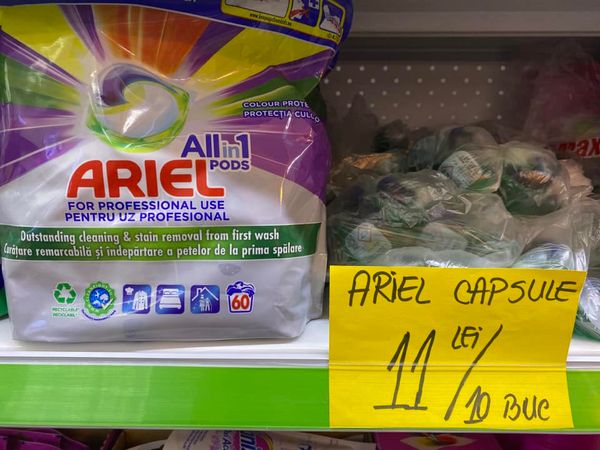 COLOUR PROTE
PROTECȚIA CULO
All in 1
PODS
ARIEL
FOR PROFESSIONAL USE
PENTRU UZ PROFESIONAL
Outstanding cleaning & stain removal from first wash
Curățare remarcabilă și îndepărtare a petelor de la prima spălare
RECYCLABLE
RECICLABIL
60
ARIEL CAPSULE
11 LEI/
10 BUC